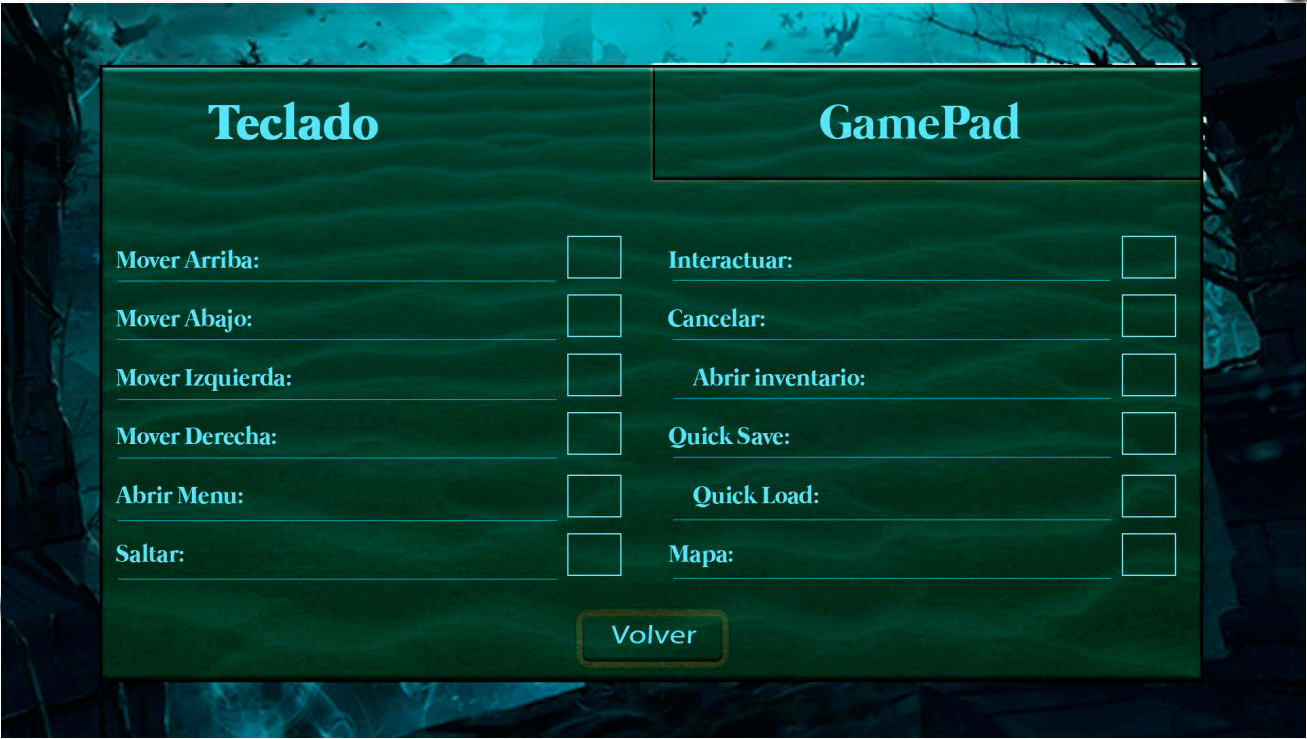 Teclado
GamePad
Mover Arriba:
Mover Abajo:
Mover Izquierda:
Mover Derecha:
Abrir Menu:
Saltar:
Interactuar:
Cancelar:
Abrir inventario:
Quick Save:
Quick Load:
Mapa:
Volver